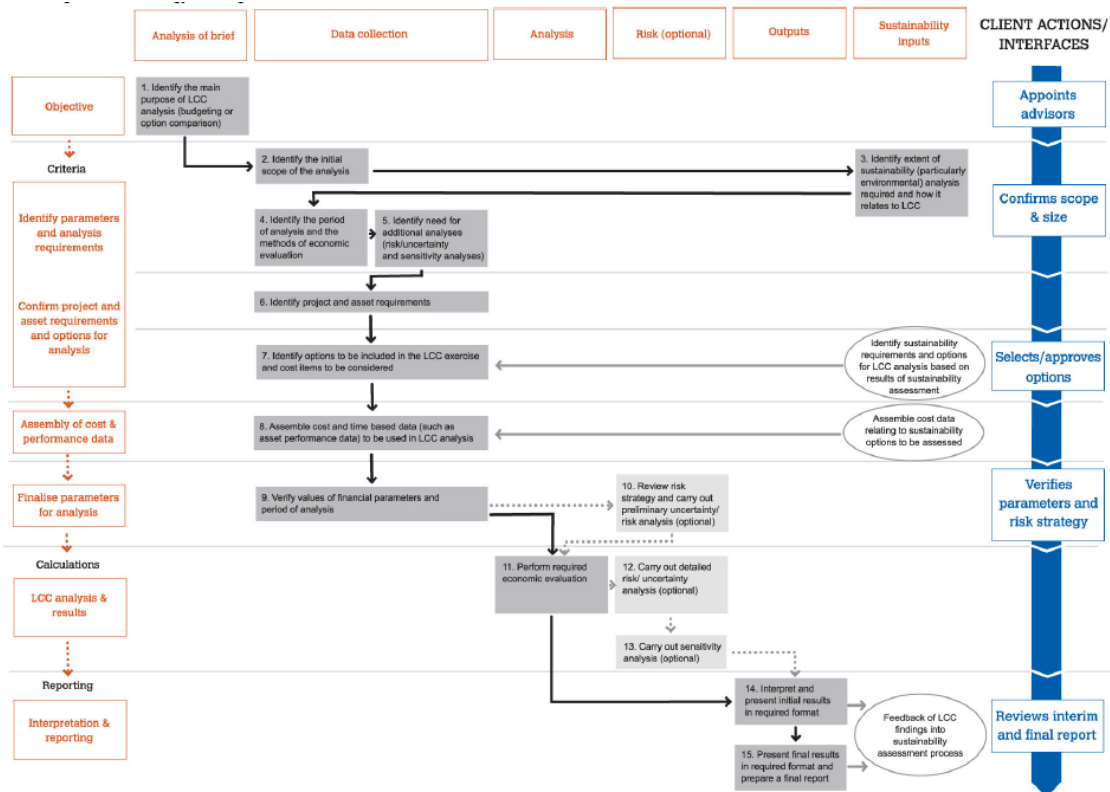 Analysis of brief
Data collection
Analysis
Risk (optional)
Outputs
Sustainability
inputs
CLIENT ACTIONS/
INTERFACES
Objective
1. Identify the main
purpose of LCC
analysis (budgeting or
option comparison)
Appoints
advisors
Criteria
2. Identify the initial
scope of the analysis
3. Identify extent of
sustainability (particularly
environmental) analysis
required and how it
relates to LCC
Identify parameters
and analysis
requirements
4. Identify the period
of analysis and the
methods of economic
evaluation
5. Identify need for
additional analyses
(risk/uncertainty
and sensitivity analyses)
Confirms scope
& size
6. Identify project and asset requirements
Confirm project and
asset requirements
and options for
analysis
7. Identify options to be included in the LCC exercise
and cost items to be considered
Identify sustainability
requirements and options
for LCC analysis based on
results of sustainability
assessment
Selects/approves
options
Assembly of cost &
performance data
8. Assemble cost and time based data (such as
asset performance data) to be used in LCC analysis
Assemble cost data
relating to sustainability
options to be assessed
Finalise parameters
for analysis
9. Verify values of financial parameters and
period of analysis
10. Review risk
strategy and carry out
preliminary uncertainty/
risk analysis (optional)
Verifies
parameters and
risk strategy
Calculations
11. Perform required
economic evaluation
12. Carry out detailed
risk/ uncertainty
analysis (optional)
LCC analysis &
results
13. Carry out sensitivity
analysis (optional)
Reporting
14. Interpret and
present initial results
in required format
Interpretation &
reporting
Feedback of LCC
findings into
sustainability
assessment process
Reviews interim
and final report
15. Present final results
in required format and
prepare a final report